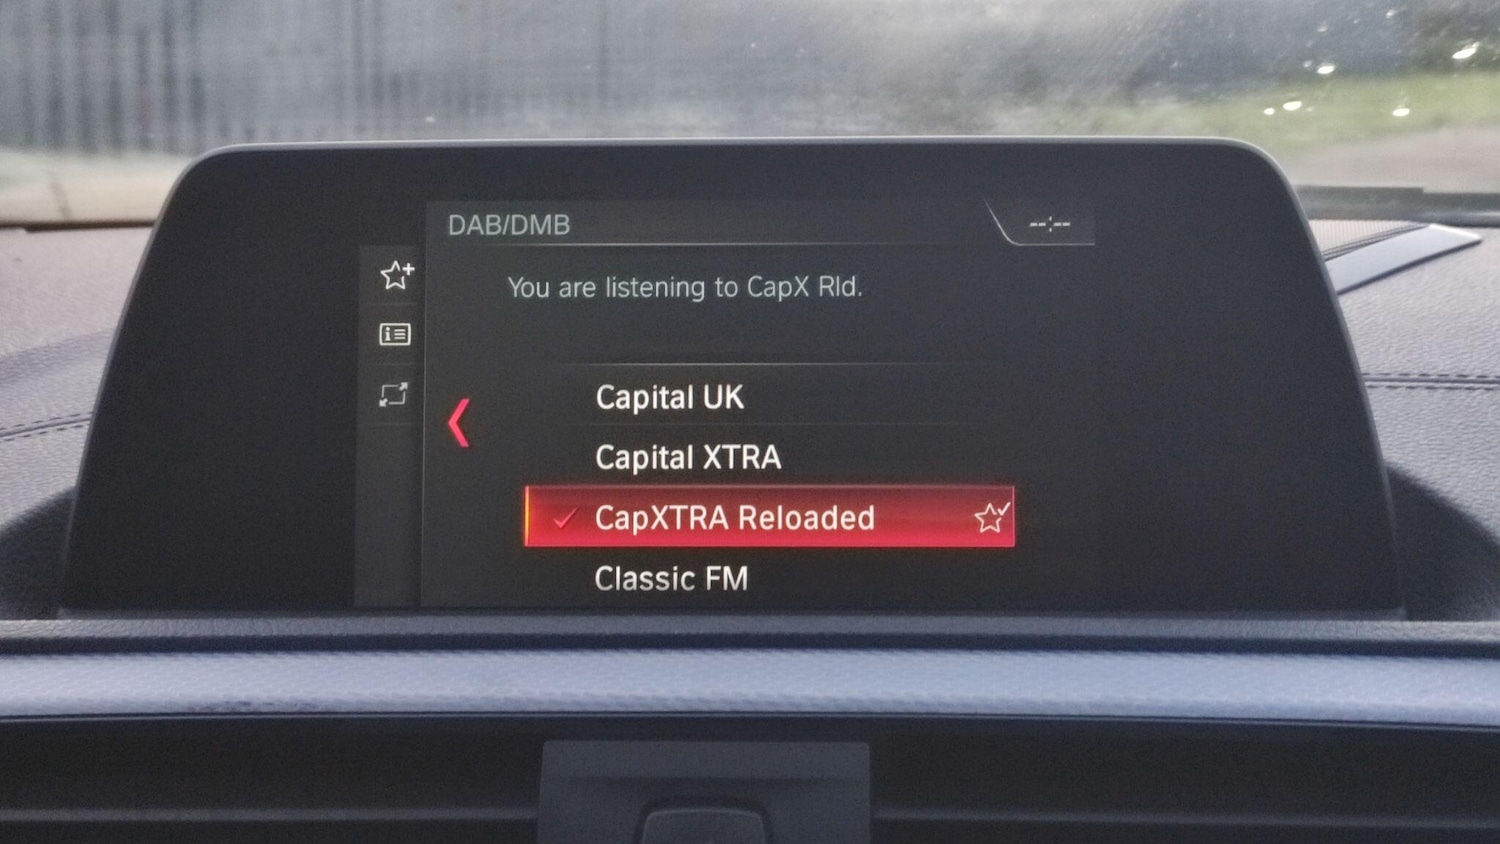 DAB/DMB
--:--
You are listening to CapX Rld.
Capital UK
Capital XTRA
CapXTRA Reloaded
Classic FM